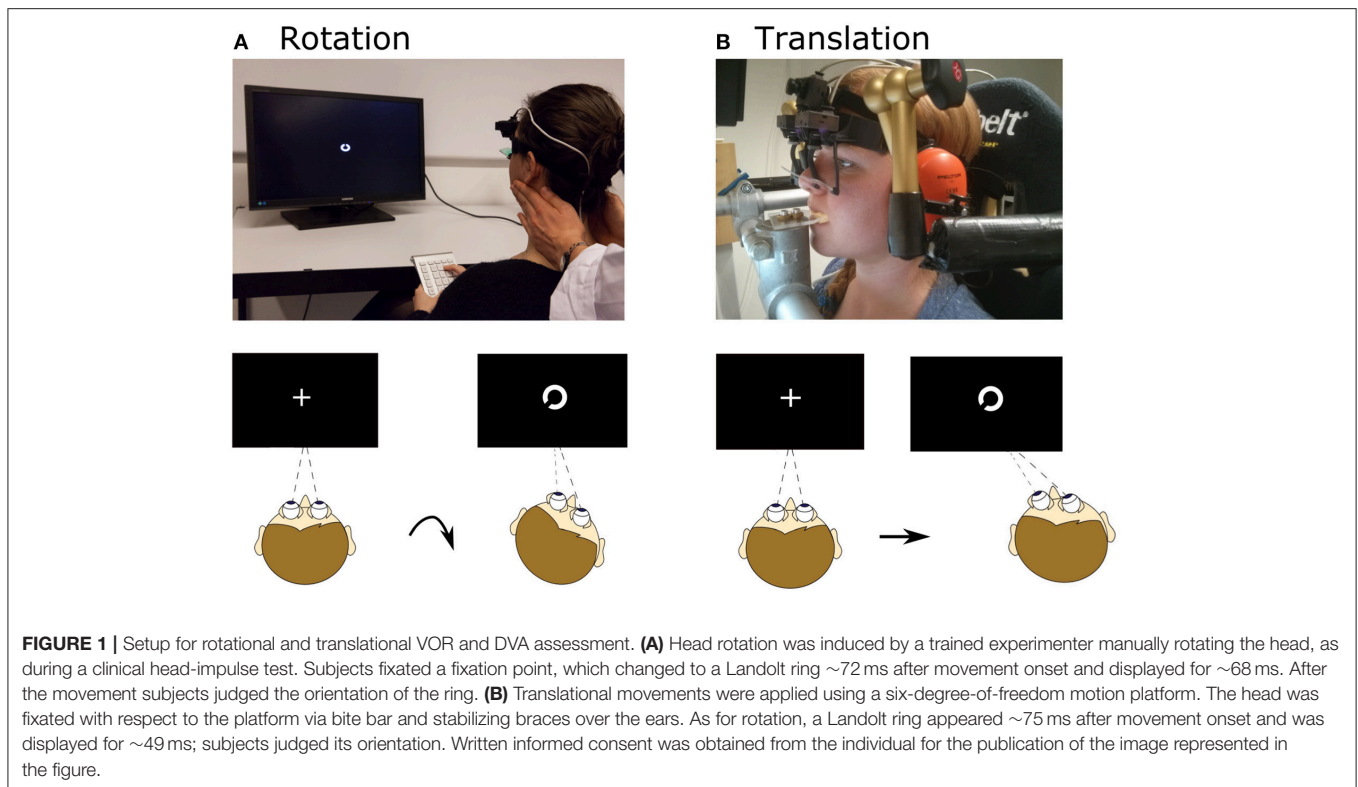 A Rotation
B Translation
belt
FIGURE 1 | Setup for rotational and translational VOR and DVA assessment. (A) Head rotation was induced by a trained experimenter manually rotating the head, as
during a clinical head-impulse test. Subjects fixated a fixation point, which changed to a Landolt ring ~72 ms after movement onset and displayed for ~68 ms. After
the movement subjects judged the orientation of the ring. (B) Translational movements were applied using a six-degree-of-freedom motion platform. The head was
fixated with respect to the platform via bite bar and stabilizing braces over the ears. As for rotation, a Landolt ring appeared ~75 ms after movement onset and was
displayed for ~49 ms; subjects judged its orientation. Written informed consent was obtained from the individual for the publication of the image represented in
the figure.